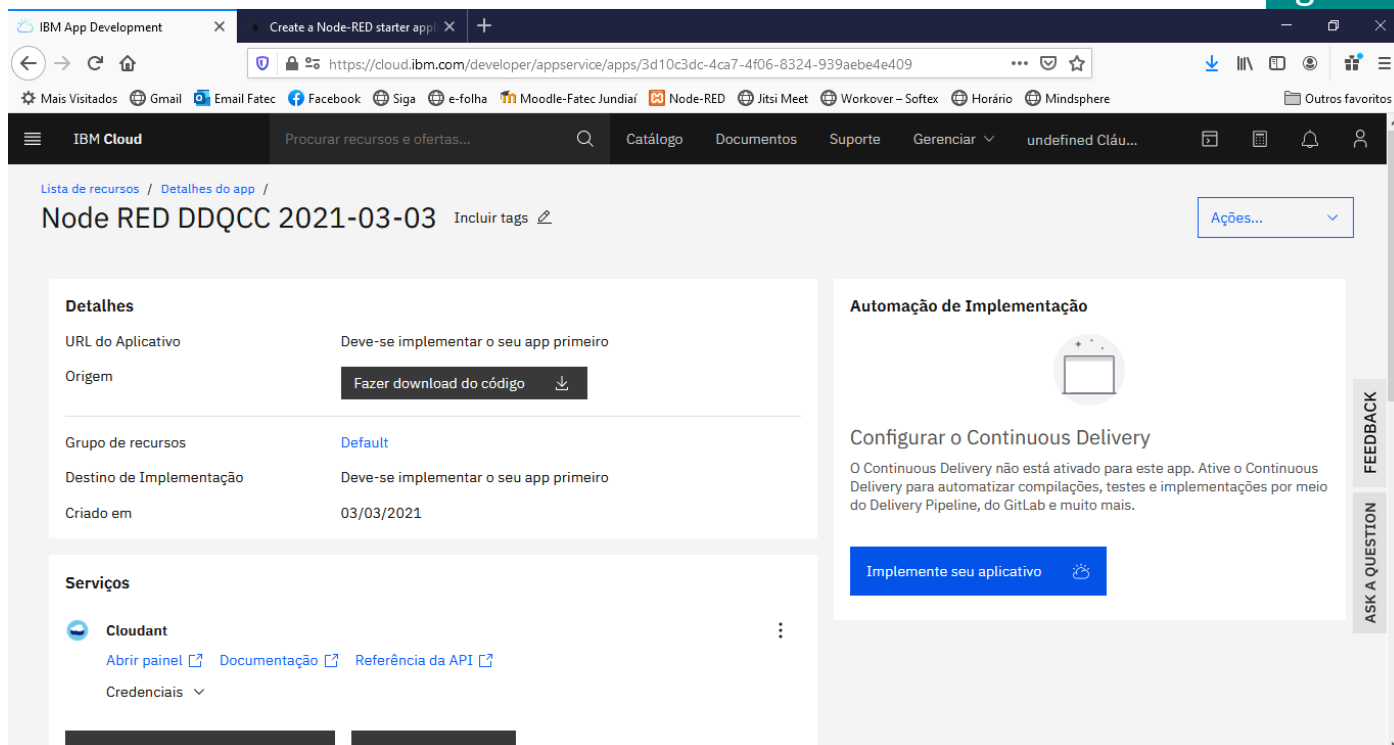 IBM App Development
Create a Node-RED starter appl
https://cloud.ibm.com/developer/appservice/apps/3d10c3dc-4ca7-4f06-8324-939aebe4e409
Mais Visitados Gmail Email Fatec Facebook Siga e-folha Moodle-Fatec Jundiaí Node-RED Jitsi Meet Workover – Softex Horário Mindsphere Outros favoritos
IBM Cloud Procurar recursos e ofertas... Catálogo Documentos Suporte Gerenciar undefined Cláu...
Lista de recursos / Detalhes do app /
Node RED DDQCC 2021-03-03 Incluir tags
Ações...
Detalhes
URL do Aplicativo Deve-se implementar o seu app primeiro
Origem Fazer download do código
Grupo de recursos Default
Destino de Implementação Deve-se implementar o seu app primeiro
Criado em 03/03/2021
Serviços
Cloudant
Abrir painel Documentação Referência da API
Credenciais
Automação de Implementação
Configurar o Continuous Delivery
O Continuous Delivery não está ativado para este app. Ative o Continuous
Delivery para automatizar compilações, testes e implementações por meio
do Delivery Pipeline, do GitLab e muito mais.
Implemente seu aplicativo
FEEDBACK
ASK A QUESTION